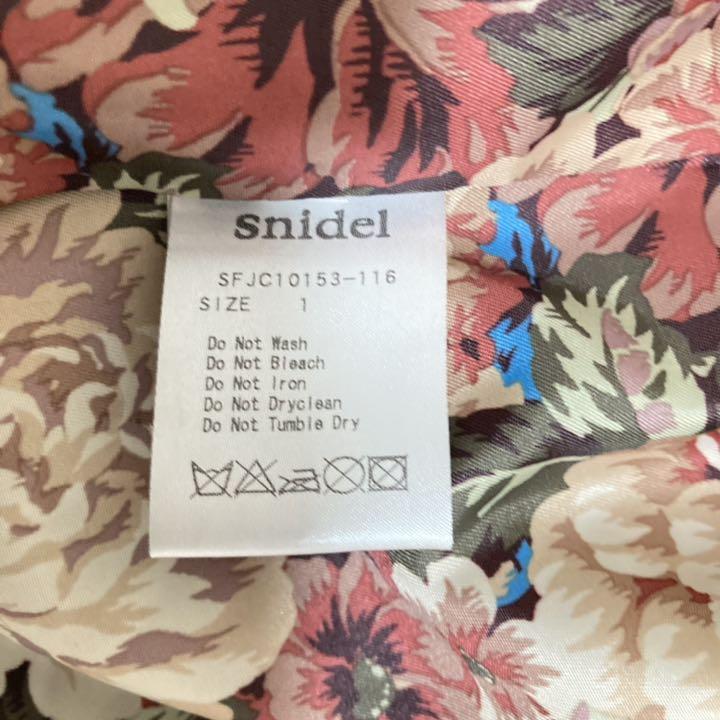 snidel
SFJC10153-116
SIZE 1
Do Not Wash
Do Not Bleach
Do Not Iron
Do Not Dryclean
Do Not Tumble Dry